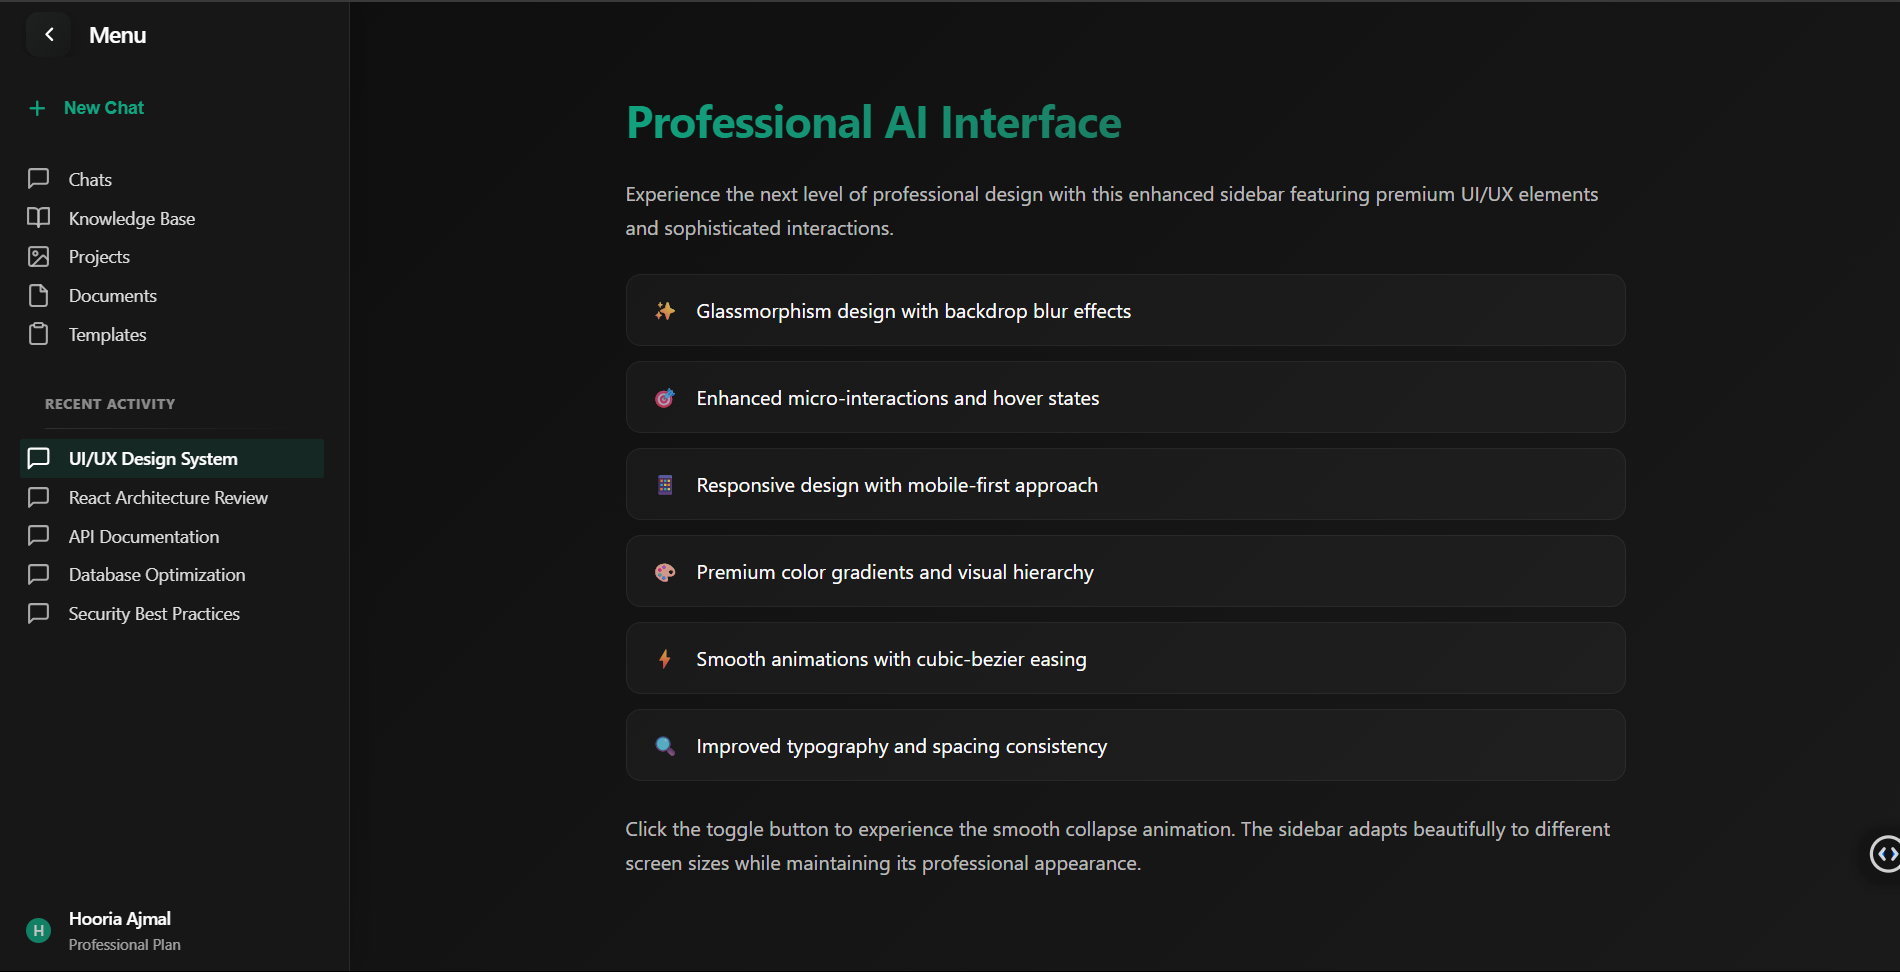 Menu
New Chat
Chats
Knowledge Base
Projects
Documents
Templates
RECENT ACTIVITY
UI/UX Design System
React Architecture Review
API Documentation
Database Optimization
Security Best Practices
H
Hooria Ajmal
Professional Plan
Professional AI Interface
Experience the next level of professional design with this enhanced sidebar featuring premium UI/UX elements
and sophisticated interactions.
Glassmorphism design with backdrop blur effects
Enhanced micro-interactions and hover states
Responsive design with mobile-first approach
Premium color gradients and visual hierarchy
Smooth animations with cubic-bezier easing
Improved typography and spacing consistency
Click the toggle button to experience the smooth collapse animation. The sidebar adapts beautifully to different
screen sizes while maintaining its professional appearance.